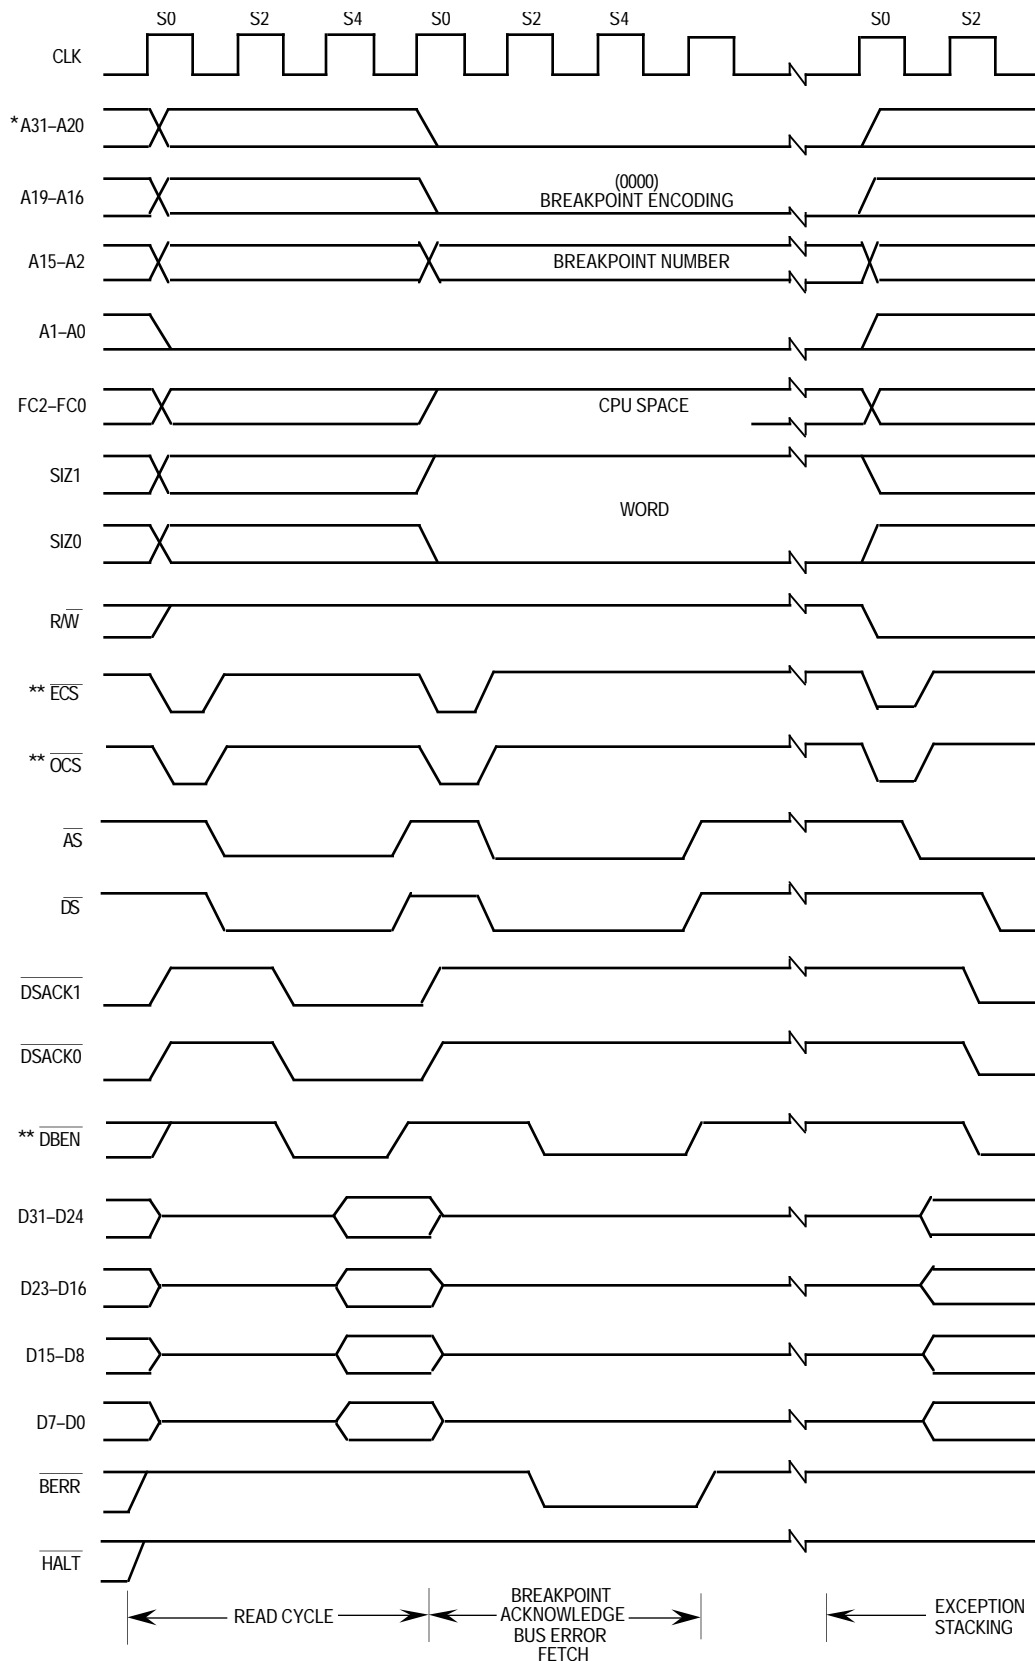 S0 S2 S4 S0 S2 S4 S0 S2
CLK
*A31–A20
A19–A16
(0000)
BREAKPOINT ENCODING
A15–A2
BREAKPOINT NUMBER
A1–A0
FC2–FC0
CPU SPACE
SIZ1
WORD
SIZ0
R/W
** ECS
** OCS
AS
DS
DSACK1
DSACK0
** DBEN
D31–D24
D23–D16
D15–D8
D7–D0
BERR
HALT
READ CYCLE
BREAKPOINT
ACKNOWLEDGE
BUS ERROR
FETCH
EXCEPTION
STACKING